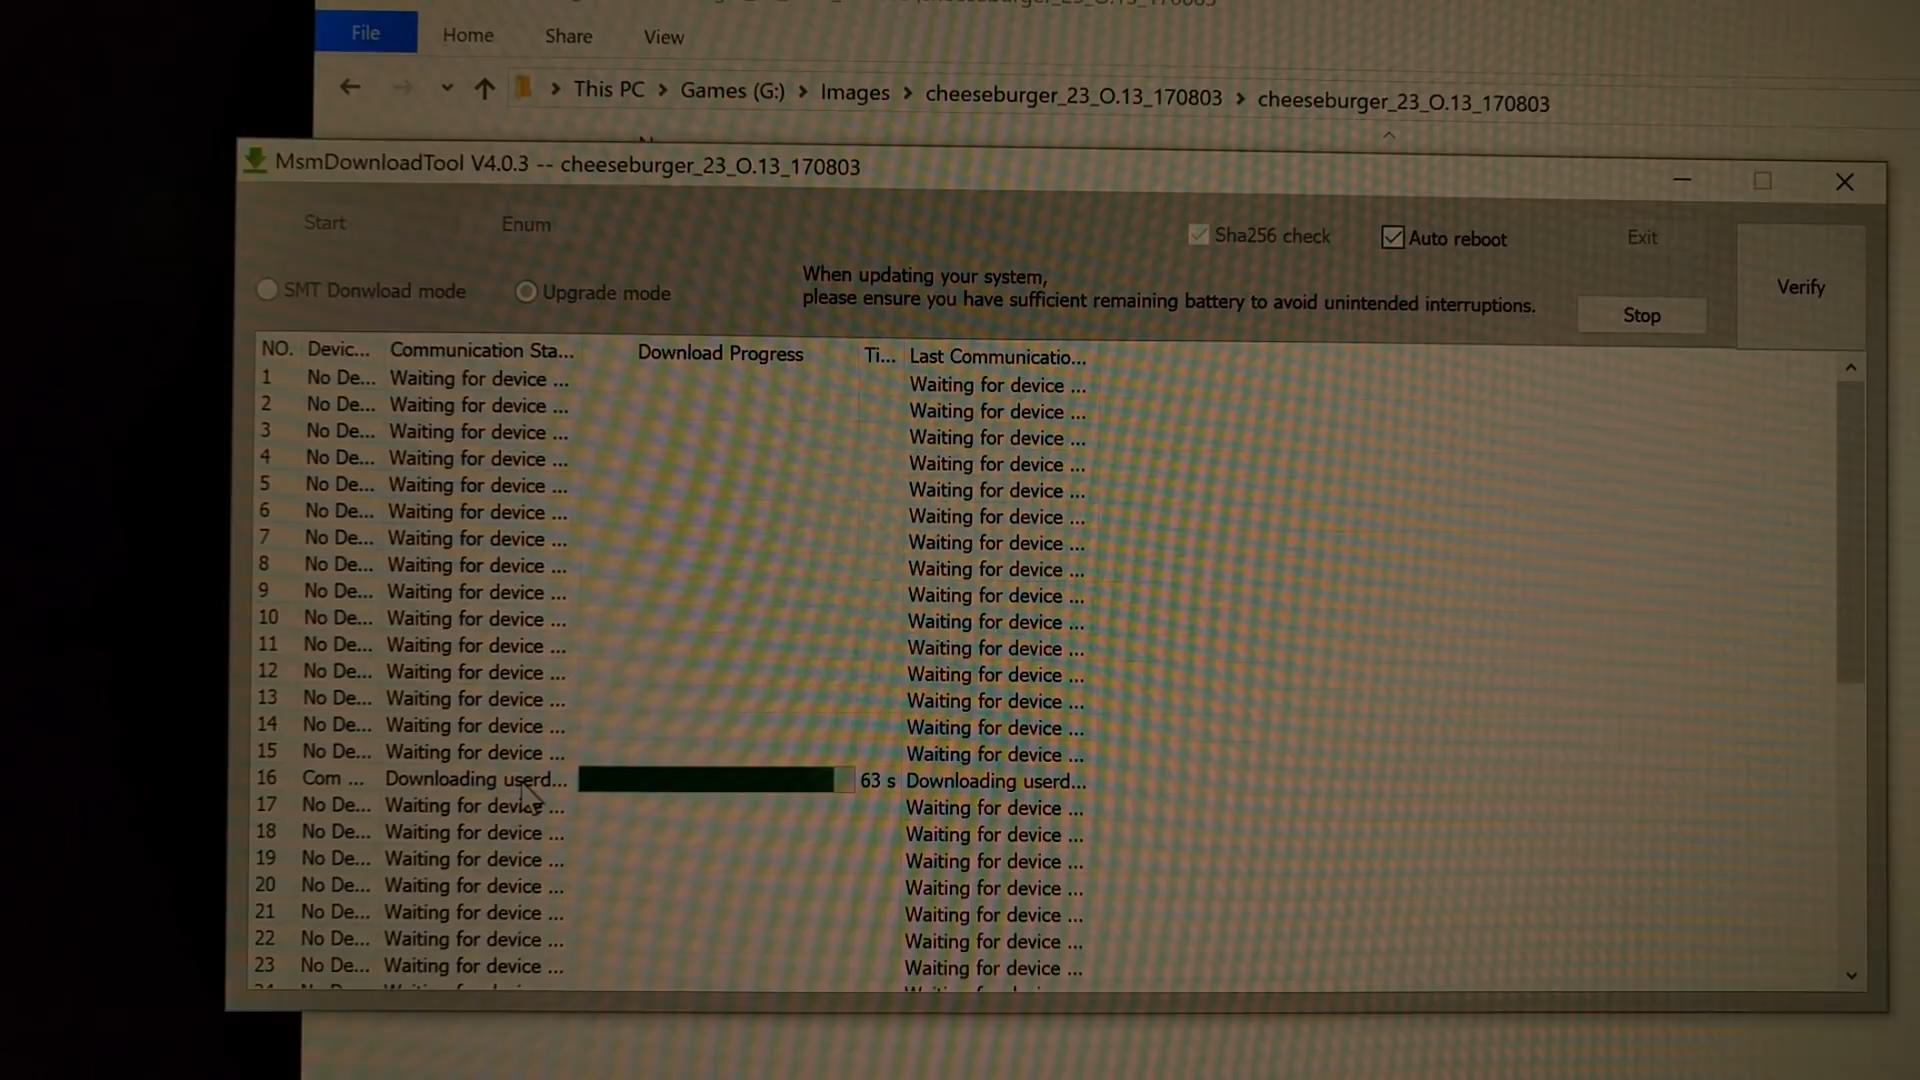 File Home Share View
This PC > Games (G:) > Images > cheeseburger_23_O.13_170803 > cheeseburger_23_O.13_170803
MsmDownloadTool V4.0.3 -- cheeseburger_23_O.13_170803
Start Enum Sha256 check Auto reboot Exit Verify
SMT Donwload mode Upgrade mode
When updating your system,
please ensure you have sufficient remaining battery to avoid unintended interruptions.
Stop
NO. Devic... Communication Sta... Download Progress Ti... Last Communicatio...
1 No De... Waiting for device ... Waiting for device ...
2 No De... Waiting for device ... Waiting for device ...
3 No De... Waiting for device ... Waiting for device ...
4 No De... Waiting for device ... Waiting for device ...
5 No De... Waiting for device ... Waiting for device ...
6 No De... Waiting for device ... Waiting for device ...
7 No De... Waiting for device ... Waiting for device ...
8 No De... Waiting for device ... Waiting for device ...
9 No De... Waiting for device ... Waiting for device ...
10 No De... Waiting for device ... Waiting for device ...
11 No De... Waiting for device ... Waiting for device ...
12 No De... Waiting for device ... Waiting for device ...
13 No De... Waiting for device ... Waiting for device ...
14 No De... Waiting for device ... Waiting for device ...
15 No De... Waiting for device ... Waiting for device ...
16 Com ... Downloading userd... 63 s Downloading userd...
17 No De... Waiting for device ... Waiting for device ...
18 No De... Waiting for device ... Waiting for device ...
19 No De... Waiting for device ... Waiting for device ...
20 No De... Waiting for device ... Waiting for device ...
21 No De... Waiting for device ... Waiting for device ...
22 No De... Waiting for device ... Waiting for device ...
23 No De... Waiting for device ... Waiting for device ...